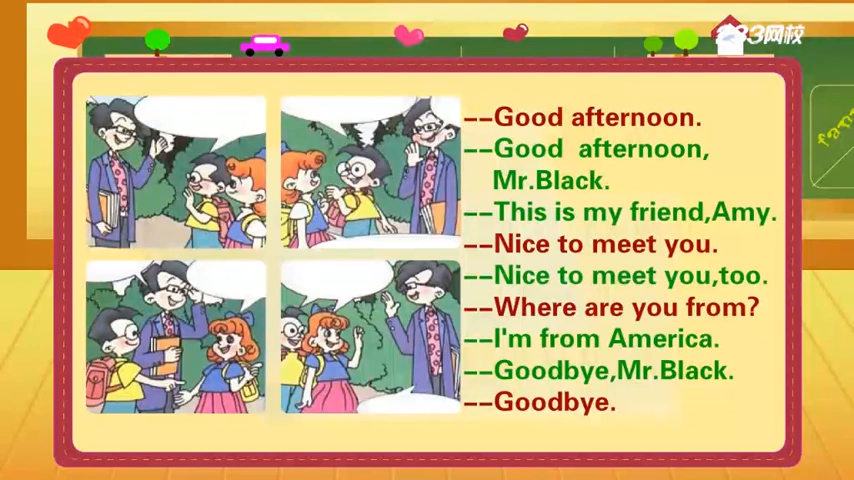 233网校
--Good afternoon.
--Good afternoon,
Mr.Black.
--This is my friend,Amy.
--Nice to meet you.
--Nice to meet you,too.
--Where are you from?
--I'm from America.
--Goodbye,Mr.Black.
--Goodbye.